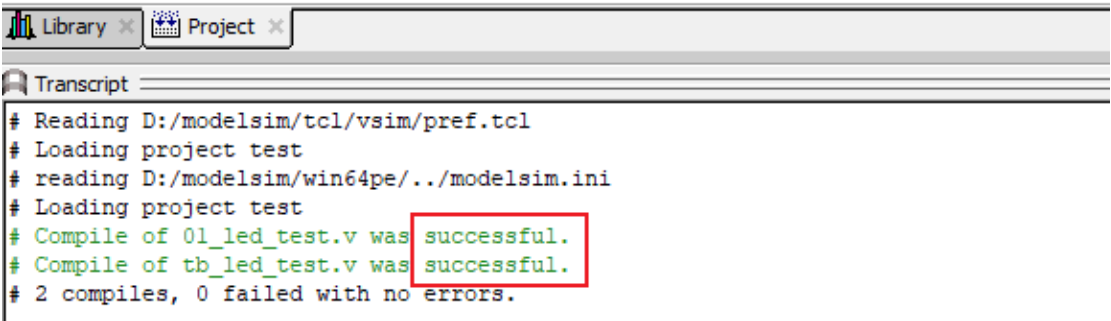 Library Project
Transcript
# Reading D:/modelsim/tcl/vsim/pref.tcl
# Loading project test
# reading D:/modelsim/win64pe/../modelsim.ini
# Loading project test
# Compile of 01_led_test.v was successful.
# Compile of tb_led_test.v was successful.
# 2 compiles, 0 failed with no errors.